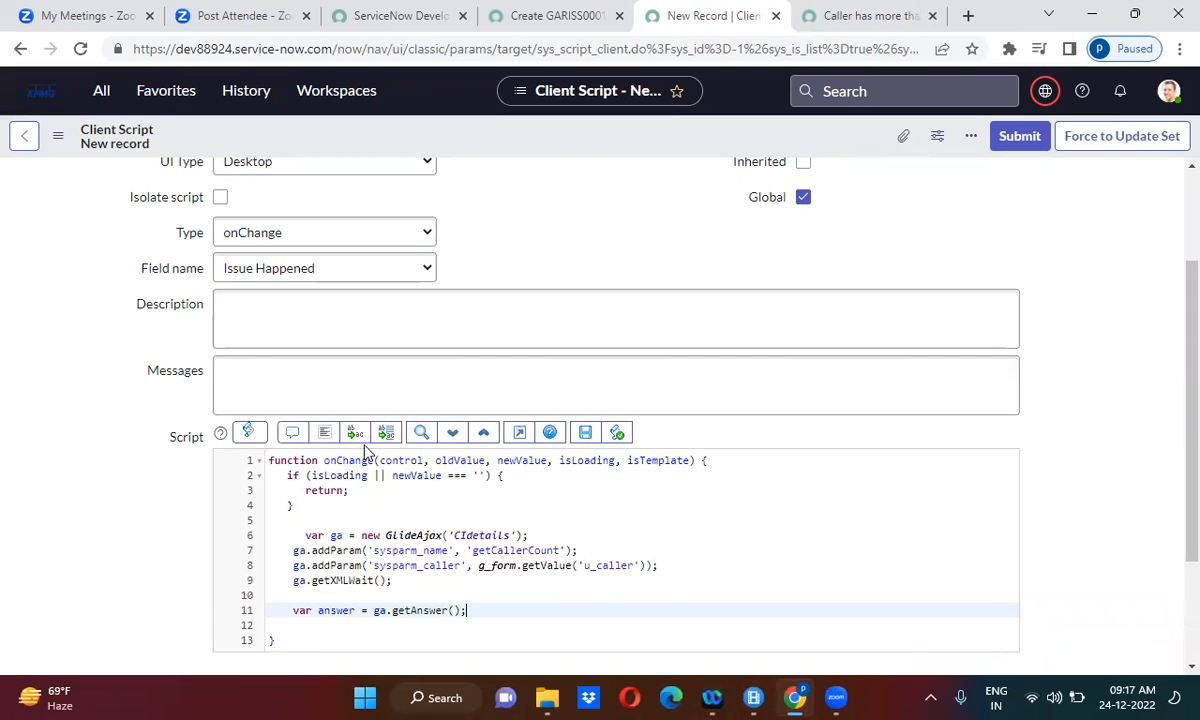 My Meetings - Zoo
Post Attendee - Zo
ServiceNow Develo
Create GARISS0001
New Record | Clien
Caller has more tha
https://dev88924.service-now.com/now/nav/ui/classic/params/target/sys_script_client.do%3Fsys_id%3D-1%26sys_is_list%3Dtrue%26sy...
P Paused
KPMG
All
Favorites
History
Workspaces
Client Script - Ne...
Search
Client Script
New record
Submit
Force to Update Set
UI Type
Desktop
Inherited
Isolate script
Global
Type
onChange
Field name
Issue Happened
Description
Messages
Script
1 function onChange(control, oldValue, newValue, isLoading, isTemplate) {
2 if (isLoading || newValue === '') {
3 return;
4 }
5
6 var ga = new GlideAjax('CIdetails');
7 ga.addParam('sysparm_name', 'getCallerCount');
8 ga.addParam('sysparm_caller', g_form.getValue('u_caller'));
9 ga.getXMLWait();
10
11 var answer = ga.getAnswer();
12
13 }
69°F
Haze
Search
zoom
ENG
IN
09:17 AM
24-12-2022